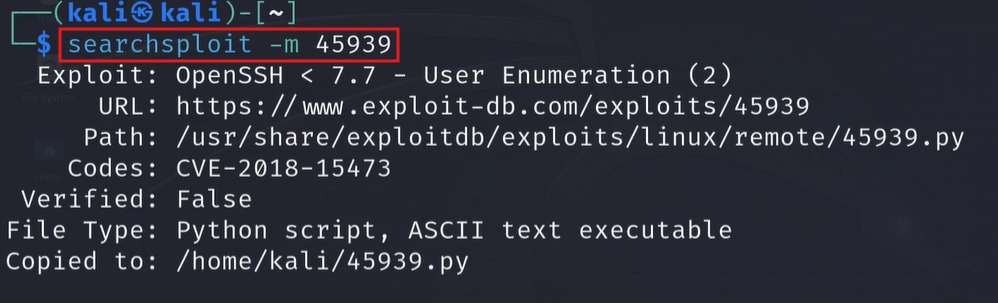 (kali㉿kali)-[~]
$ searchsploit -m 45939
Exploit: OpenSSH < 7.7 - User Enumeration (2)
URL: https://www.exploit-db.com/exploits/45939
Path: /usr/share/exploitdb/exploits/linux/remote/45939.py
Codes: CVE-2018-15473
Verified: False
File Type: Python script, ASCII text executable
Copied to: /home/kali/45939.py